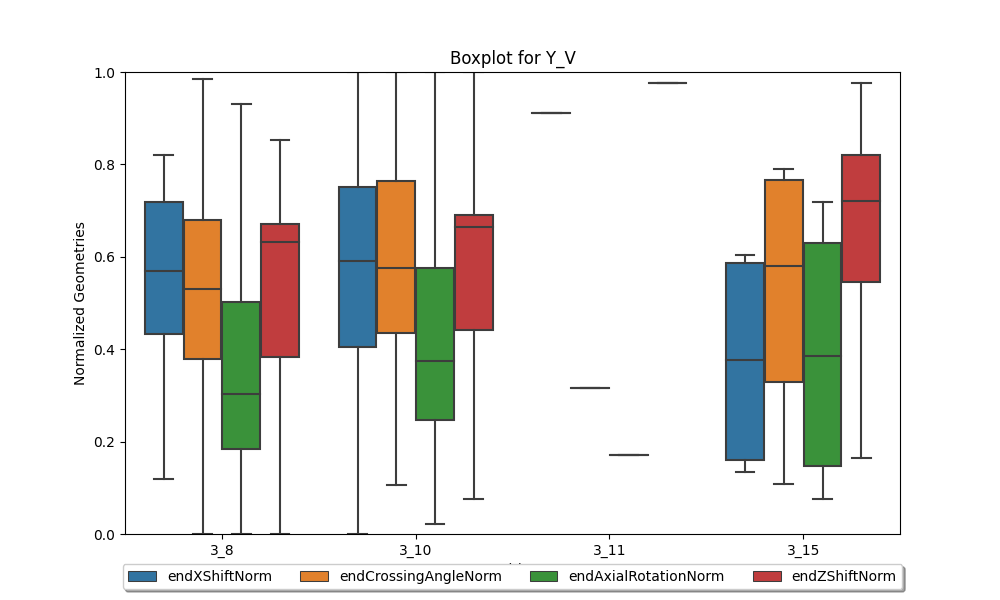 Boxplot for Y_V
Normalized Geometries
1.0
0.8
0.6
0.4
0.2
0.0
3_8 3_10 3_11 3_15
endXShiftNorm endCrossingAngleNorm endAxialRotationNorm endZShiftNorm